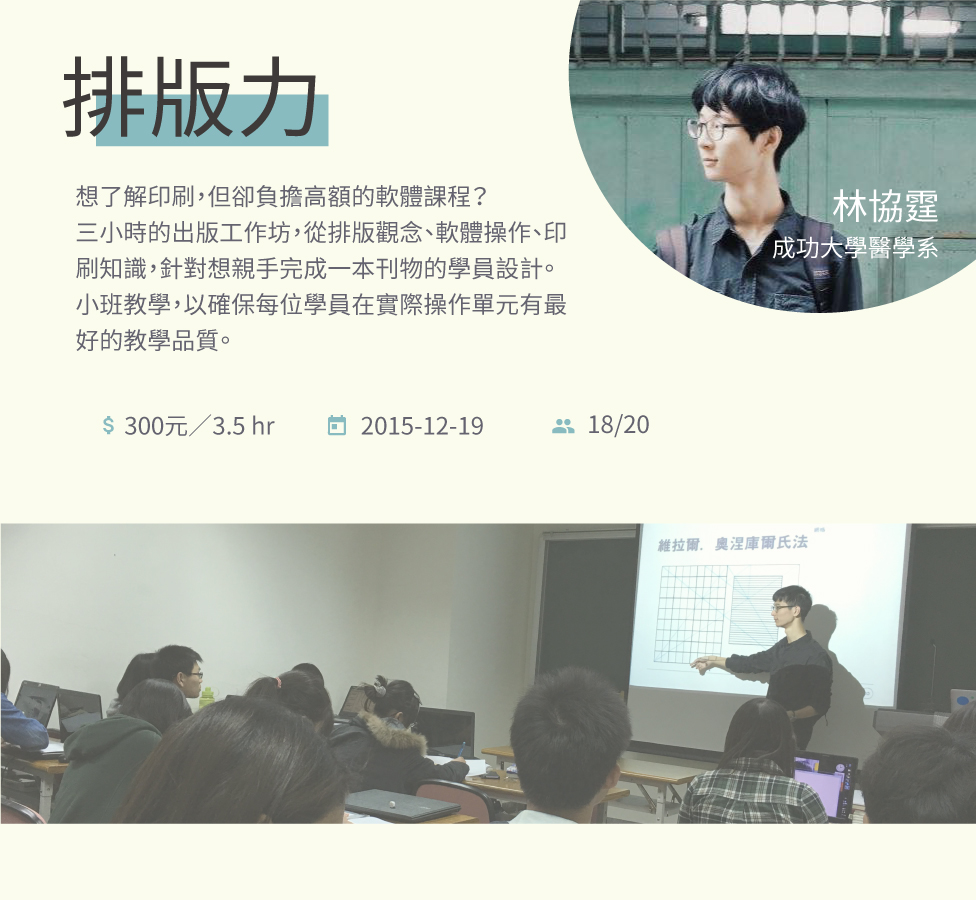 排版力
想了解印刷，但卻負擔高額的軟體課程？
三小時的出版工作坊，從排版觀念、軟體操作、印
刷知識，針對想親手完成一本刊物的學員設計。
小班教學，以確保每位學員在實際操作單元有最
好的教學品質。
林協霆
成功大學醫學系
$ 300元／3.5 hr
2015-12-19
18/20
維拉爾．奧涅庫爾氏法